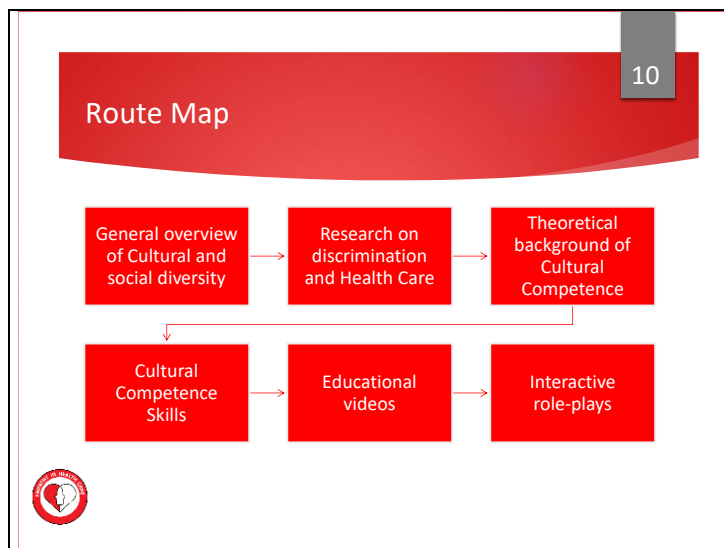 10
Route Map
General overview
of Cultural and
social diversity
Research on
discrimination
and Health Care
Theoretical
background of
Cultural
Competence
Cultural
Competence
Skills
Educational
videos
Interactive
role-plays